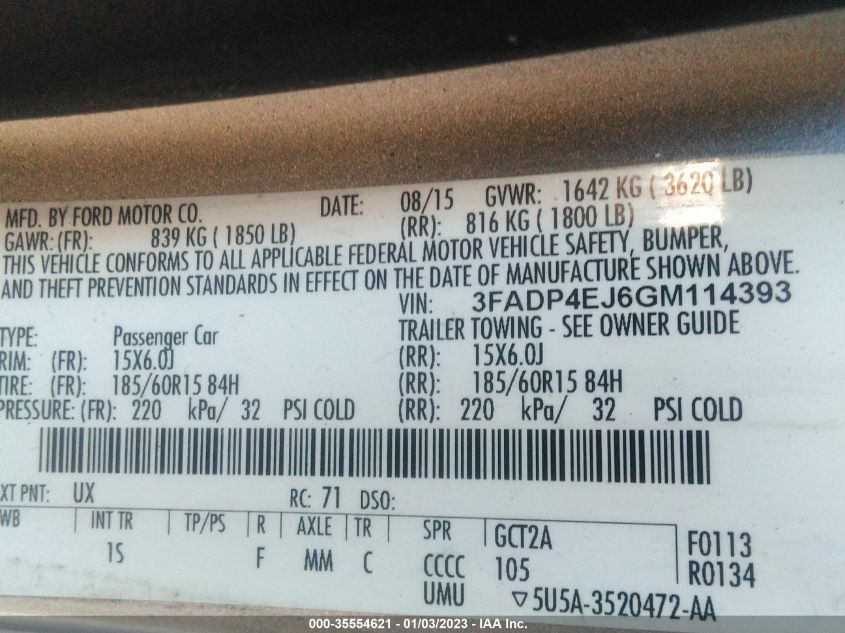 MFD. BY FORD MOTOR CO. DATE: 08/15 GVWR: 1642 KG ( 3620 LB)
GAWR: (FR): 839 KG ( 1850 LB) (RR): 816 KG ( 1800 LB)
THIS VEHICLE CONFORMS TO ALL APPLICABLE FEDERAL MOTOR VEHICLE SAFETY, BUMPER,
AND THEFT PREVENTION STANDARDS IN EFFECT ON THE DATE OF MANUFACTURE SHOWN ABOVE.
VIN: 3FADP4EJ6GM114393
TYPE: Passenger Car TRAILER TOWING - SEE OWNER GUIDE
RIM: (FR): 15X6.0J (RR): 15X6.0J
TIRE: (FR): 185/60R15 84H (RR): 185/60R15 84H
PRESSURE: (FR): 220 kPa/ 32 PSI COLD (RR): 220 kPa/ 32 PSI COLD
XT PNT: UX RC: 71 DSO:
WB INT TR TP/PS R AXLE TR SPR GCT2A F0113
1S F MM C CCCC 105 R0134
UMU ▽5U5A-3520472-AA
000-35554621 - 01/03/2023 - IAA Inc.